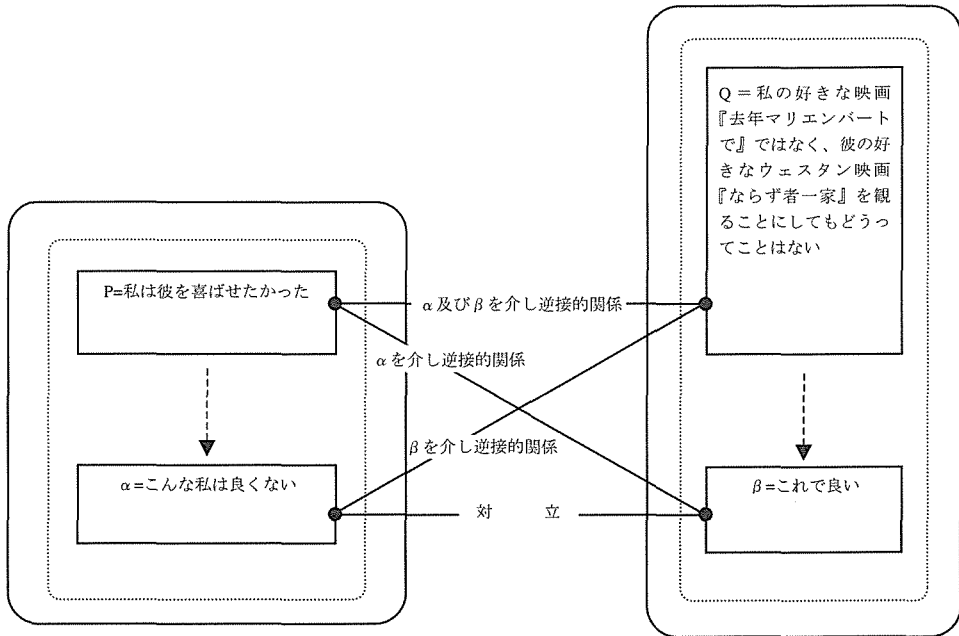 Q＝私の好きな映画
『去年マリエンバート
で』ではなく、彼の好
きなウェスタン映画
『ならず者一家』を観
ることにしてもどうっ
てことはない
P=私は彼を喜ばせたかった
α及びβを介し逆接的関係
αを介し逆接的関係
βを介し逆接的関係
α=こんな私は良くない
対　　立
β=これで良い